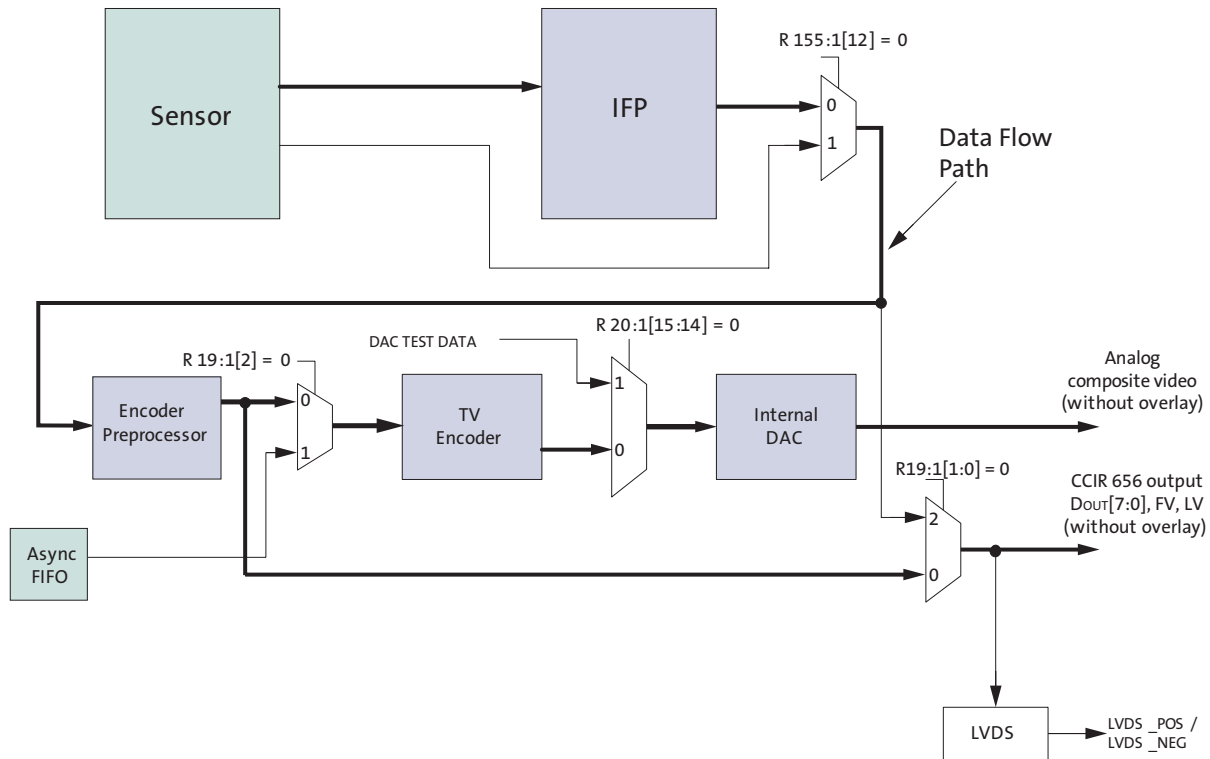 R 155:1[12] = 0
Sensor
IFP
0
1
Data Flow
Path
R 20:1[15:14] = 0
DAC TEST DATA
R 19:1[2] = 0
Encoder
Preprocessor
0
1
TV
Encoder
1
0
Internal
DAC
Analog
composite video
(without overlay)
R19:1[1:0] = 0
CCIR 656 output
DOUT[7:0], FV, LV
(without overlay)
2
0
Async
FIFO
LVDS
LVDS _POS /
LVDS _NEG